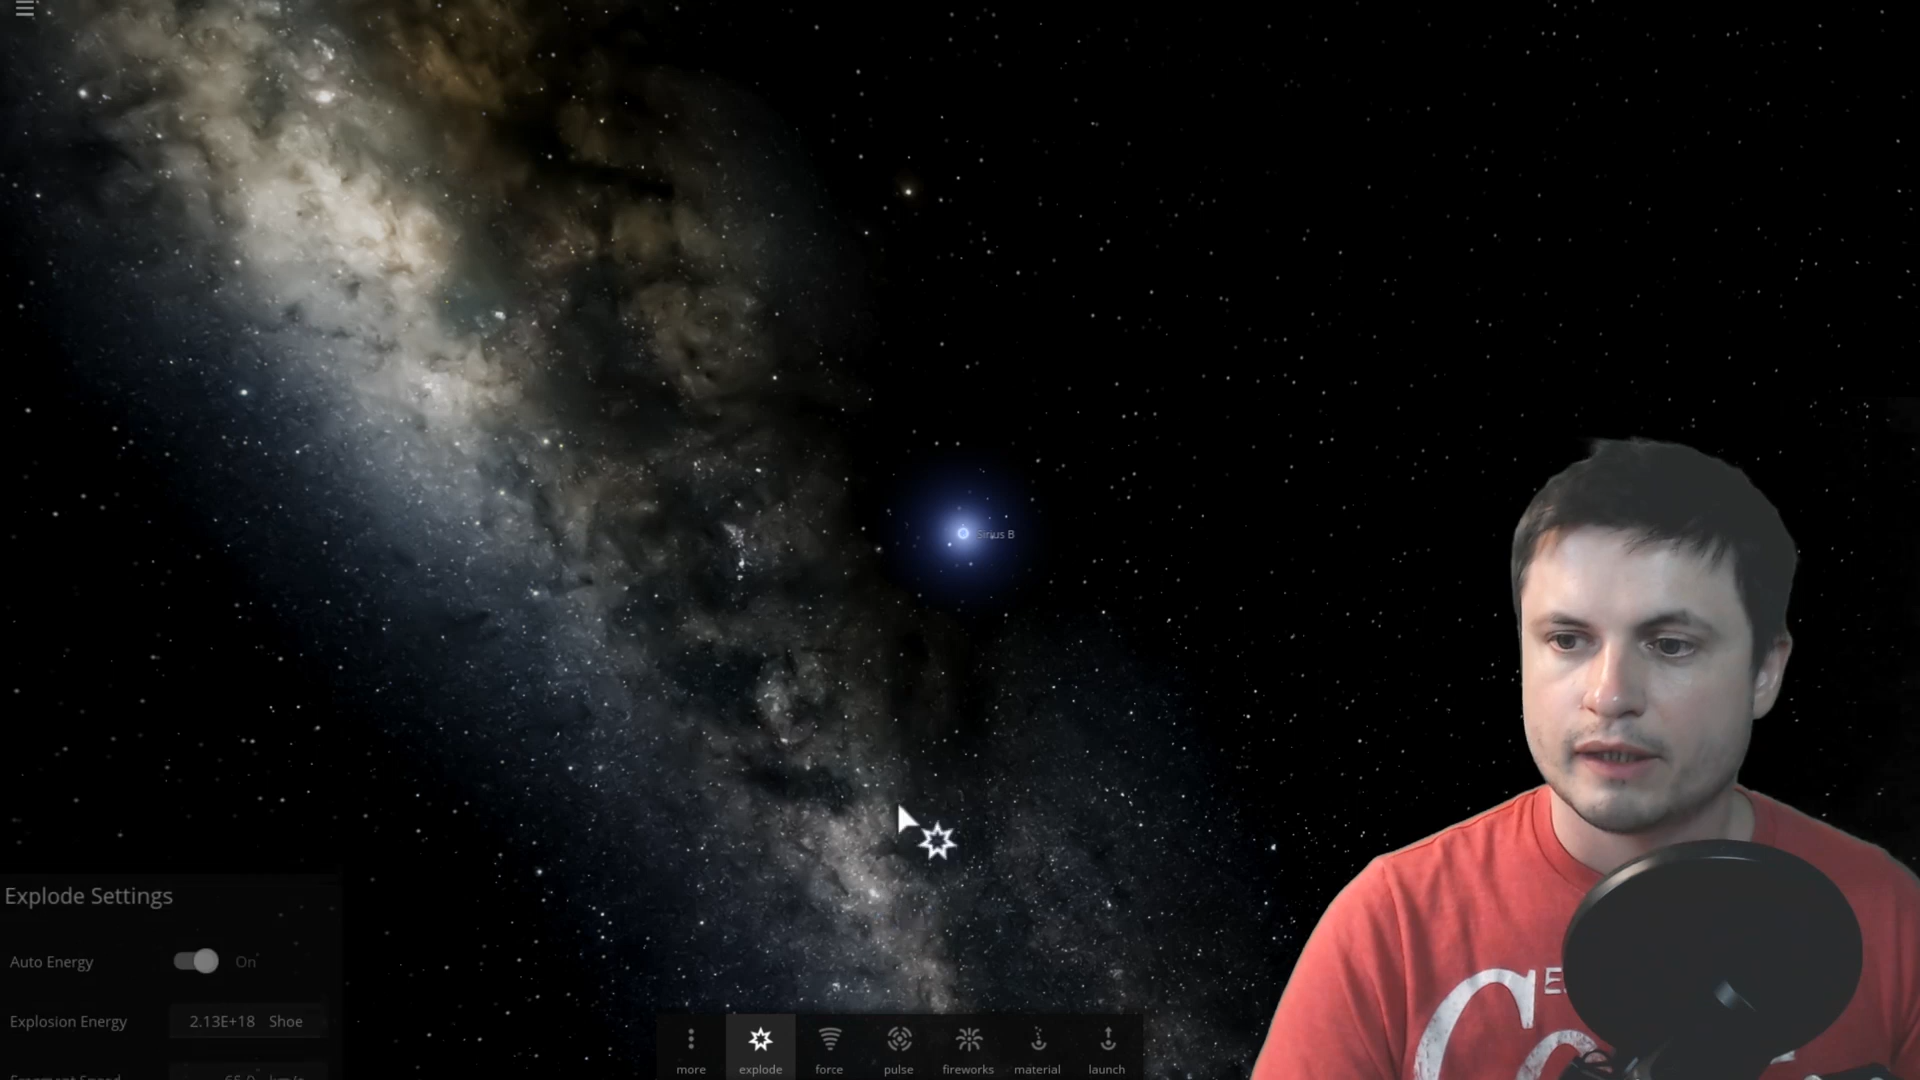 Sirius B
Explode Settings
Auto Energy On
Explosion Energy 2.13E+18 Shoe
more explode force pulse fireworks material launch